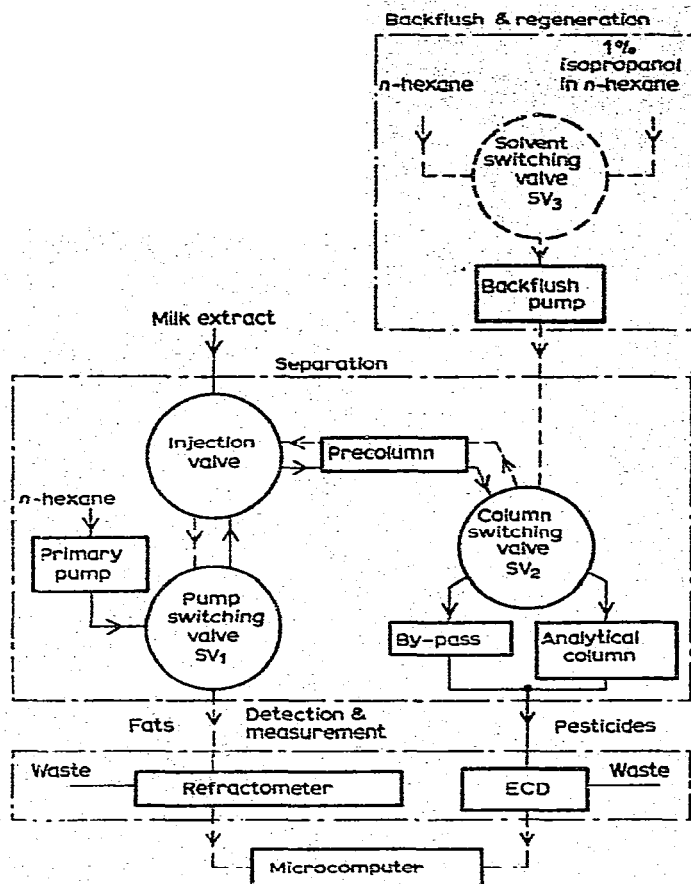 Backflush & regeneration
1%
isopropanol
in n-hexane
n-hexane
Solvent
switching
valve
SV3
Backflush
pump
Milk extract
Separation
Injection
valve
Precolumn
n-hexane
Primary
pump
Column
switching
valve
SV2
Pump
switching
valve
SV1
By-pass
Analytical
column
Fats
Detection &
measurement
Pesticides
Waste
Refractometer
ECD
Waste
Microcomputer